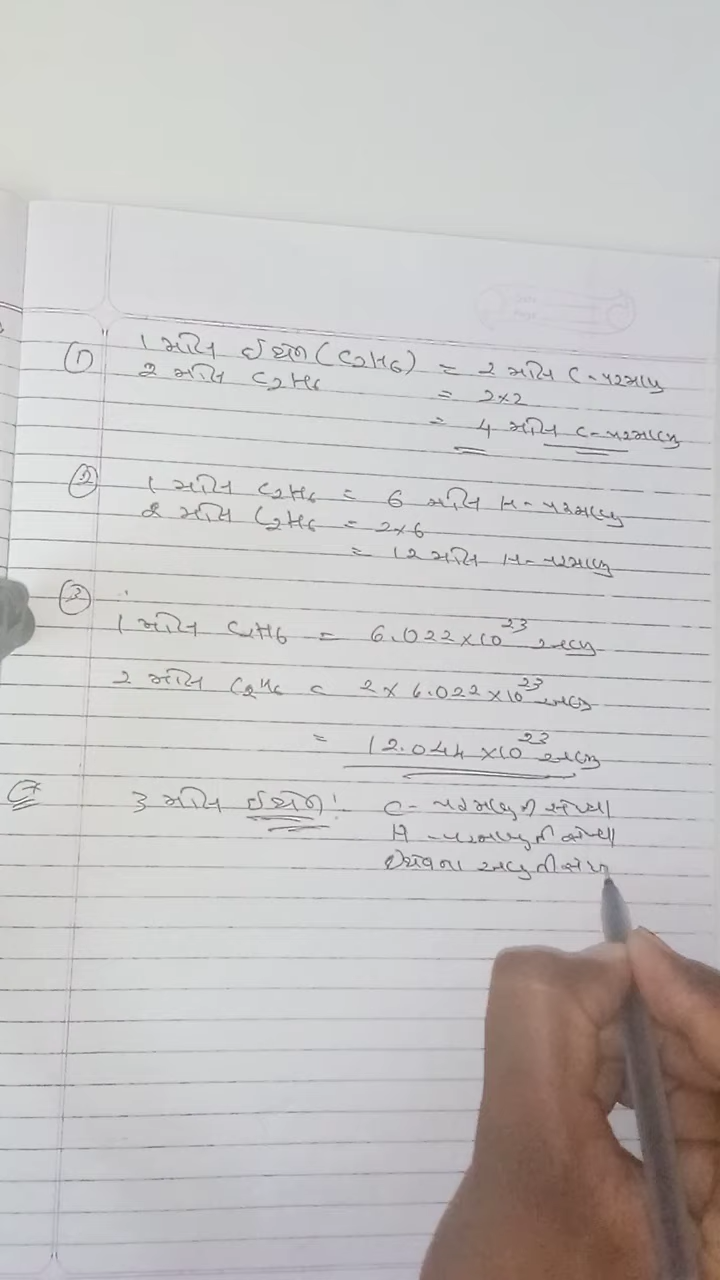 (1) 1 મોલ ઈથેન (C2H6) = 2 મોલ C-પરમાણુ
2 મોલ C2H6 = 2×2
= 4 મોલ C-પરમાણુ
(2) 1 મોલ C2H6 = 6 મોલ H-પરમાણુ
2 મોલ C2H6 = 2×6
= 12 મોલ H-પરમાણુ
(3)
1 મોલ C2H6 = 6.022×10^23 અણુ
2 મોલ C2H6 = 2 × 6.022×10^23 અણુ
= 12.044 ×10^23 અણુ
3 મોલ ઈથેન: C-પરમાણુની સંખ્યા
H-પરમાણુની સંખ્યા
ઈથેનના અણુની